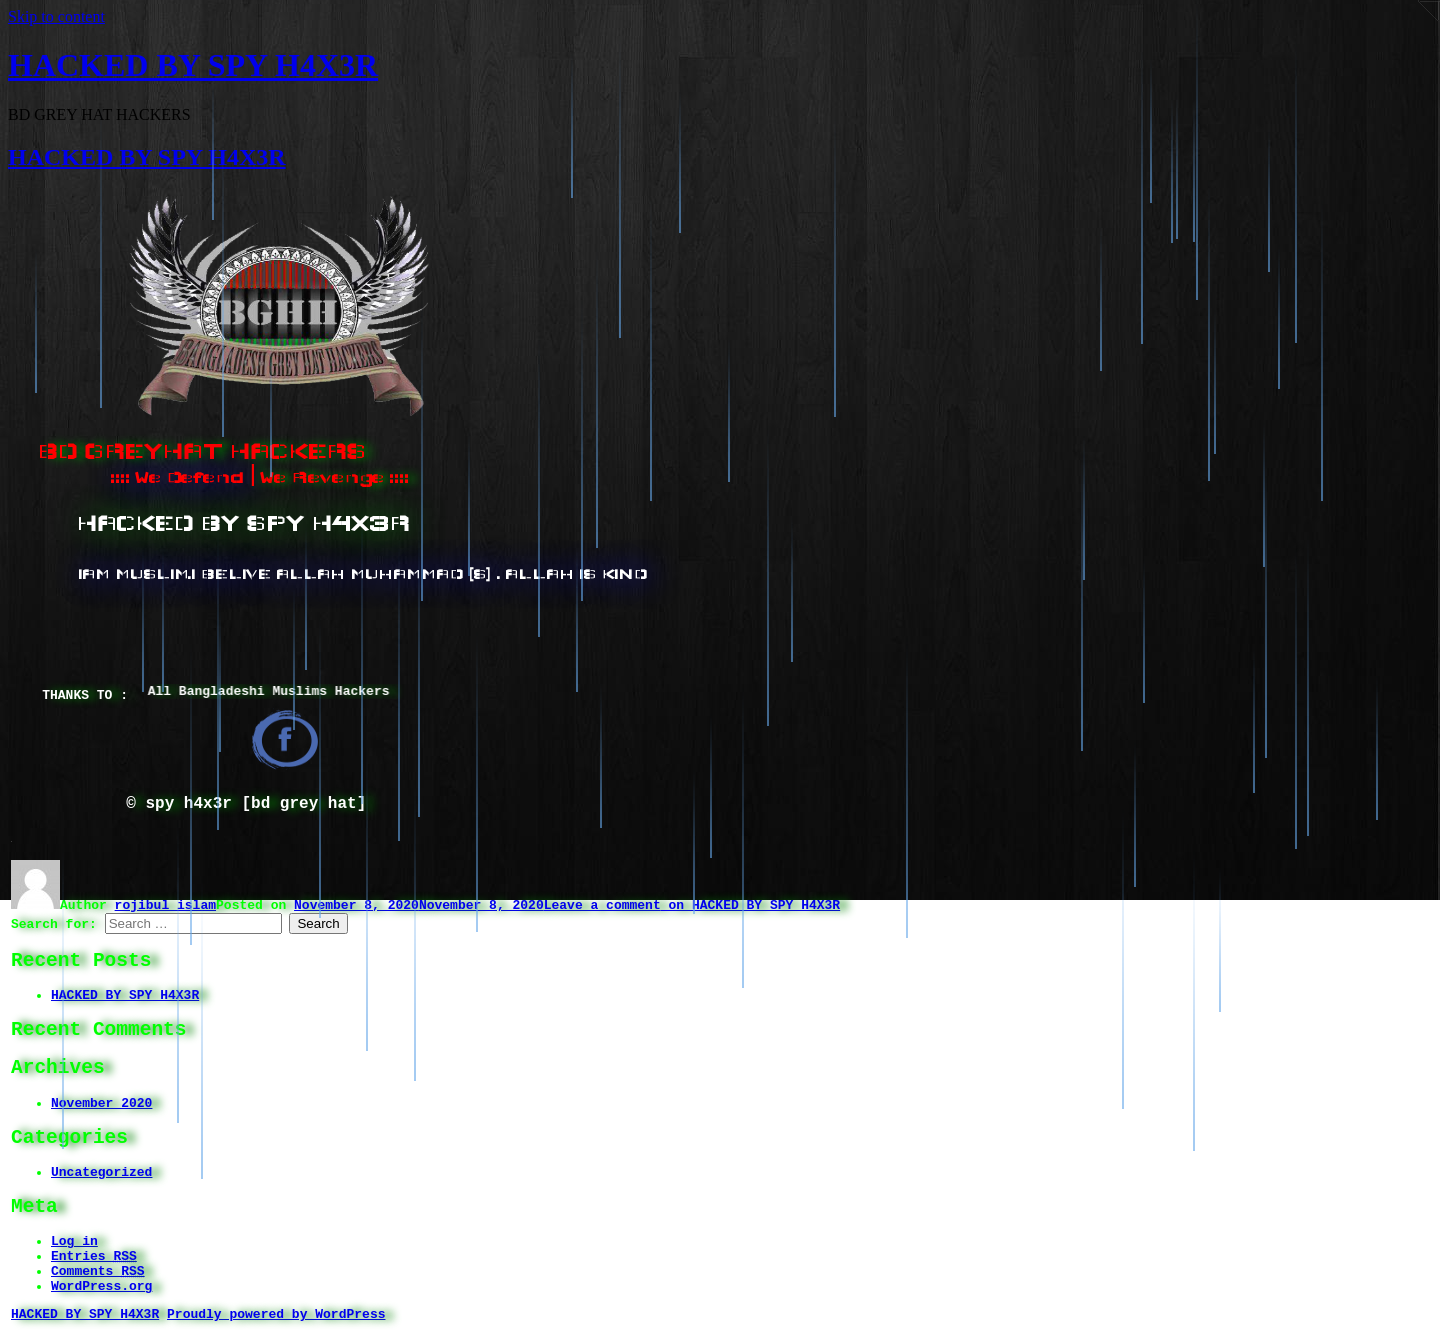 Skip to content
HACKED BY SPY H4X3R
BD GREY HAT HACKERS
HACKED BY SPY H4X3R
BGHH
BANGLADESH GREY HAT HACKERS
BD GREYHAT HACKERS
:::: We Defend | We Revenge ::::
HACKED BY SPY H4X3R
IAM MUSLIM.I BELIVE ALLAH MUHAMMAD [S] . ALLAH IS KIND
THANKS TO : All Bangladeshi Muslims Hackers
f
© spy h4x3r [bd grey hat]
Author rojibul islamPosted on November 8, 2020November 8, 2020Leave a comment on HACKED BY SPY H4X3R
Search for: Search … Search
Recent Posts
HACKED BY SPY H4X3R
Recent Comments
Archives
November 2020
Categories
Uncategorized
Meta
Log in
Entries RSS
Comments RSS
WordPress.org
HACKED BY SPY H4X3R Proudly powered by WordPress